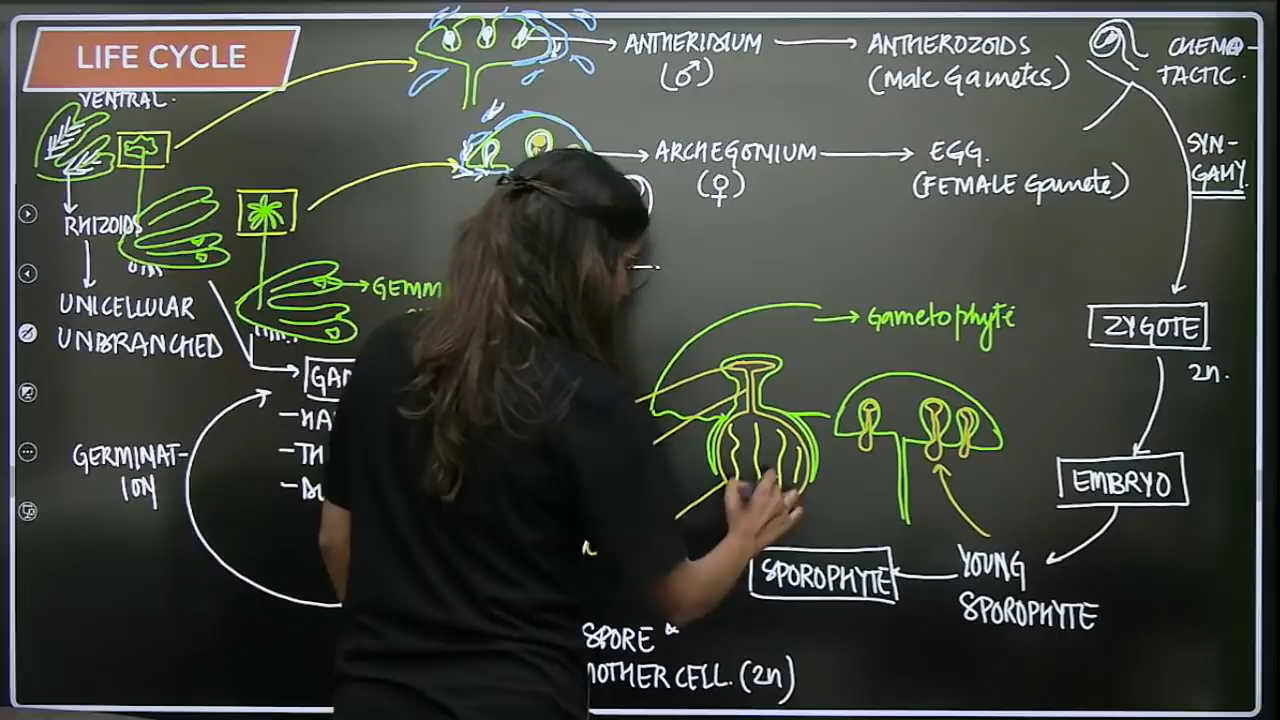 LIFE CYCLE
VENTRAL.
RHIZOIDS
UNICELLULAR
UNBRANCHED
GERMINAT-
ION
ANTHERIDIUM
(♂)
ANTHEROZOIDS
(Male Gametes)
CHEMO-
TACTIC.
ARCHEGONIUM
(♀)
EGG.
(FEMALE Gamete)
SYN-
GAMY
Gametophyte
ZYGOTE
2n.
EMBRYO
YOUNG
SPOROPHYTE
SPOROPHYTE
SPORE
MOTHER CELL. (2n)